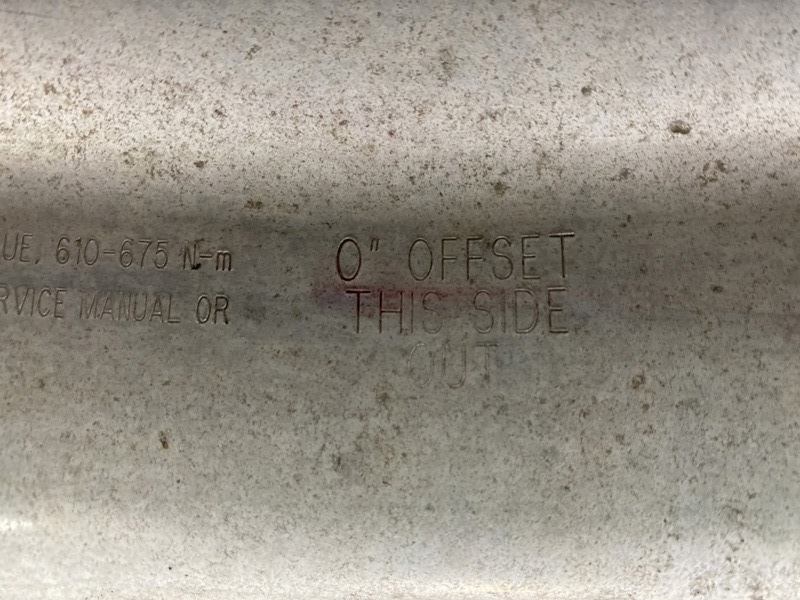 UE, 610-675 N-m
RVICE MANUAL OR
0" OFFSET
THIS SIDE
OUT